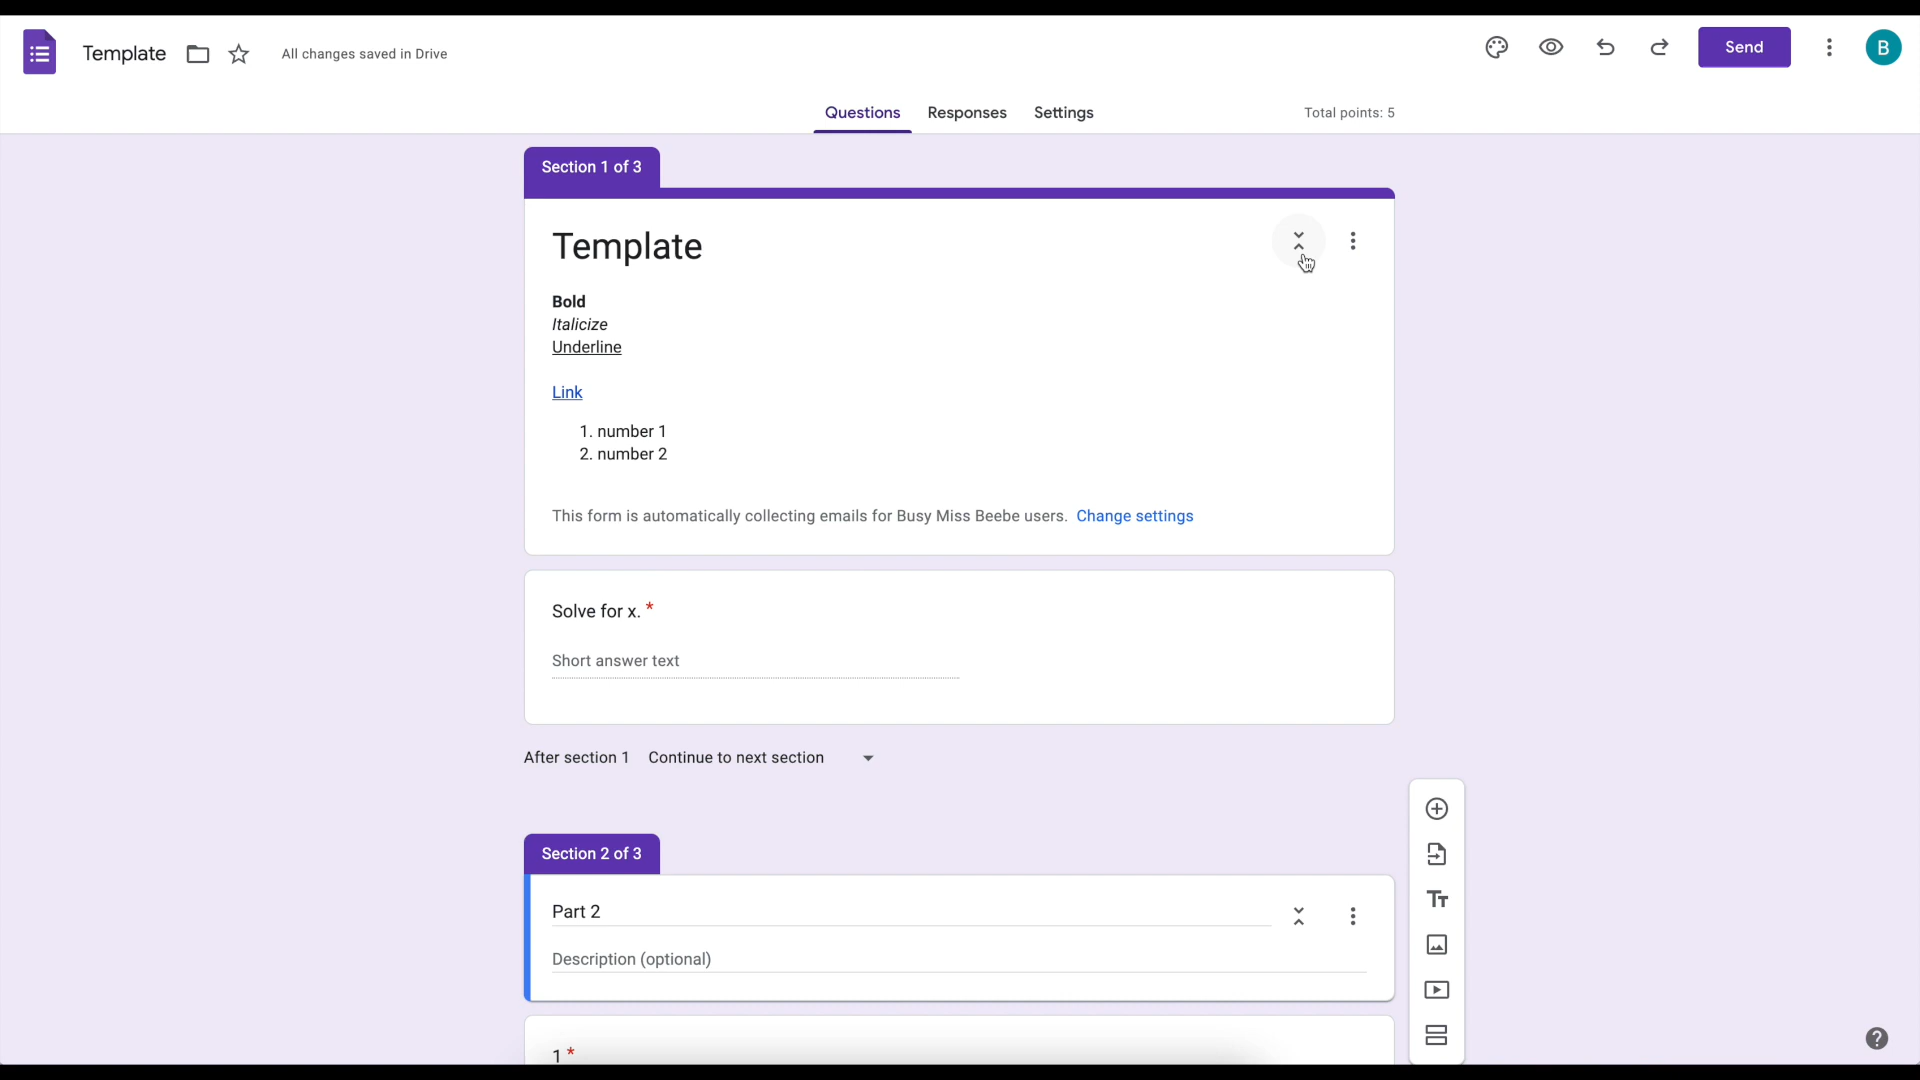 Template
All changes saved in Drive
Send
B
Questions
Responses
Settings
Total points: 5
Section 1 of 3
Template
Bold
Italicize
Underline
Link
1. number 1
2. number 2
This form is automatically collecting emails for Busy Miss Beebe users. Change settings
Solve for x. *
Short answer text
After section 1 Continue to next section
Section 2 of 3
Part 2
Description (optional)
Tт
1 *